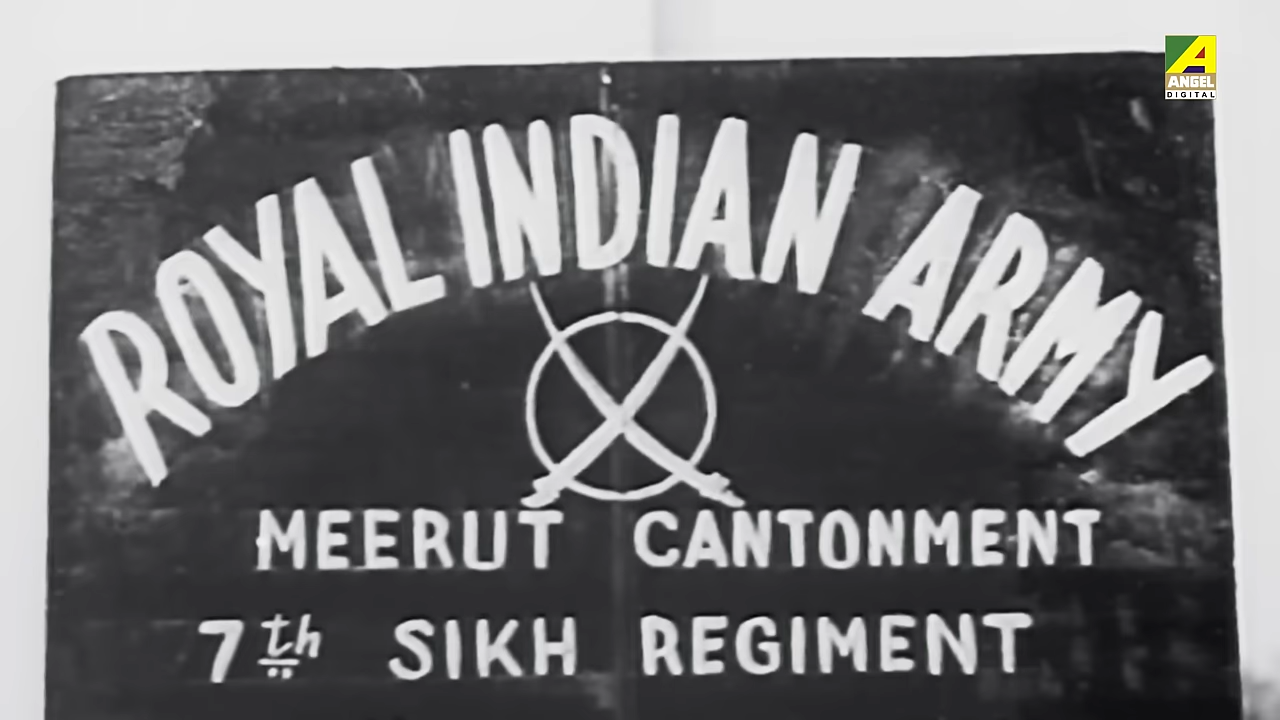 A
ANGEL
DIGITAL
ROYAL INDIAN ARMY
MEERUT CANTONMENT
7th SIKH REGIMENT